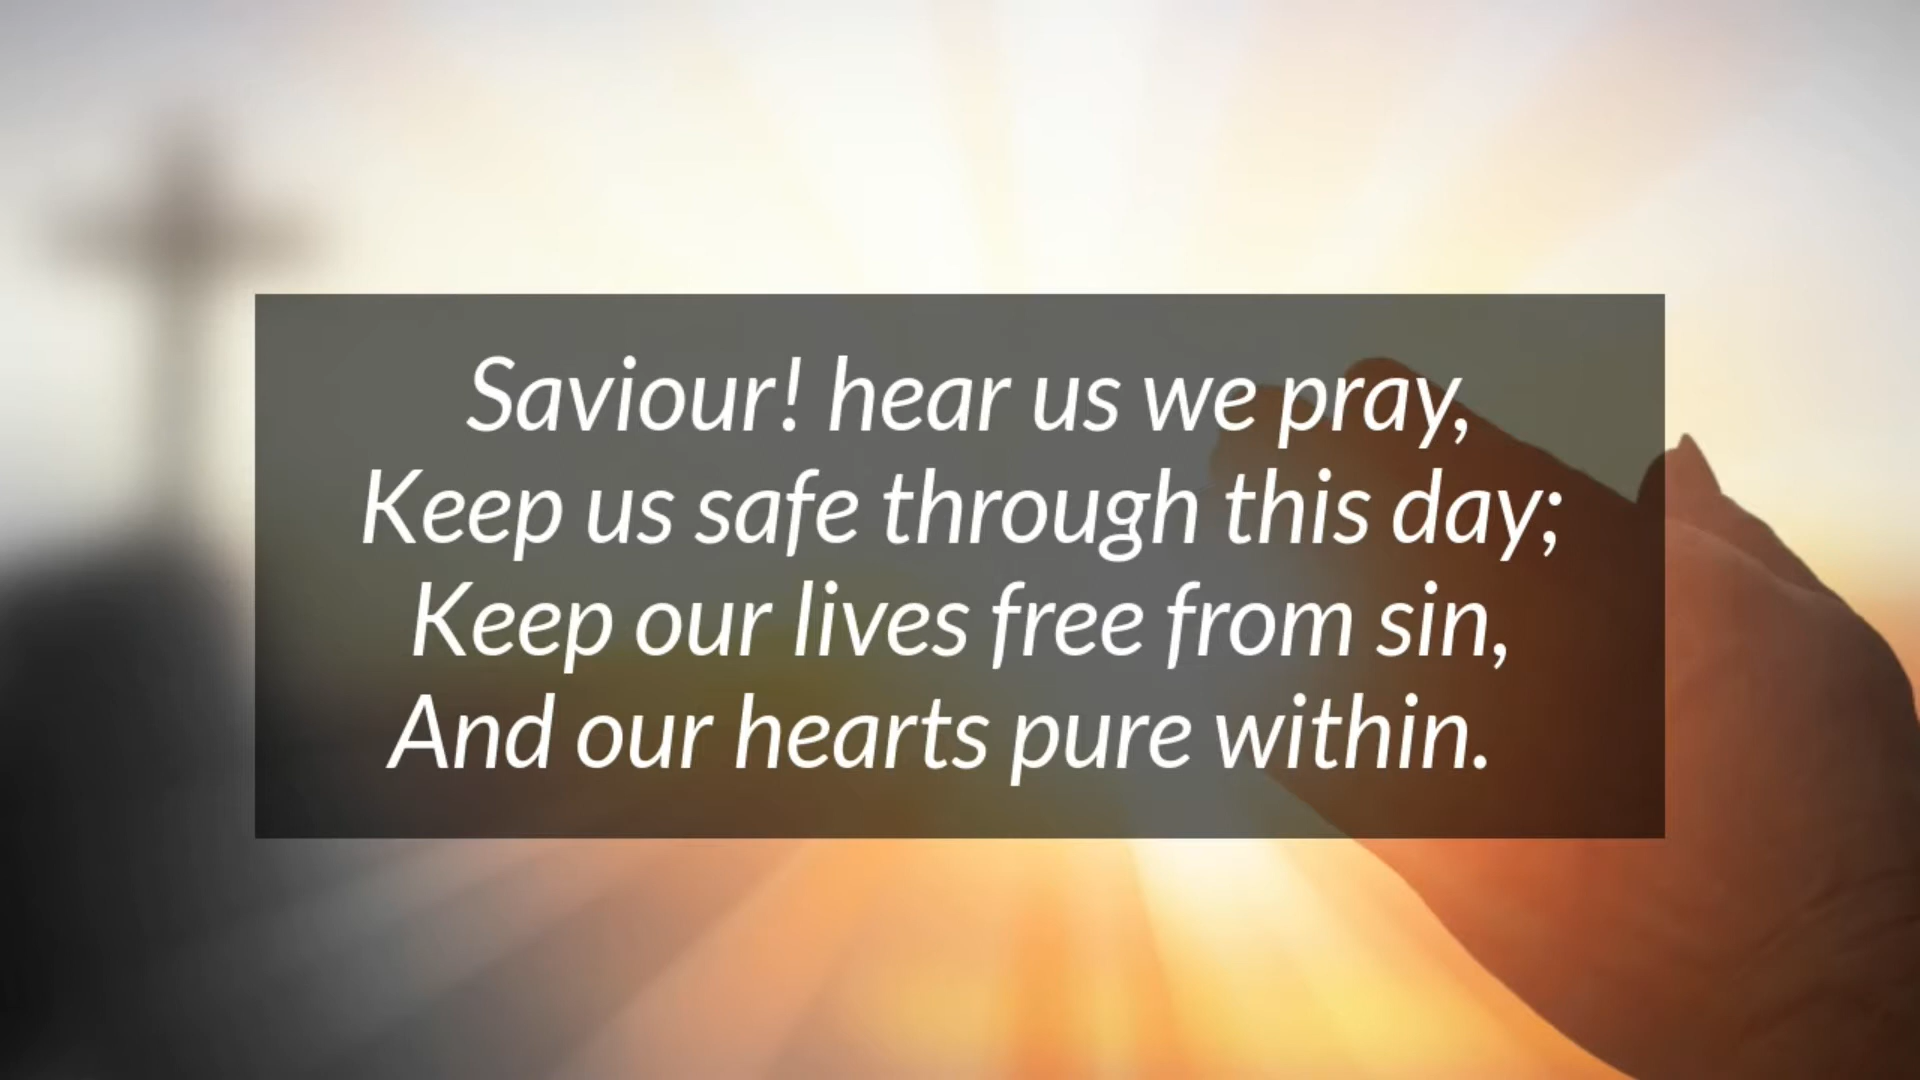 Saviour! hear us we pray,
Keep us safe through this day;
Keep our lives free from sin,
And our hearts pure within.